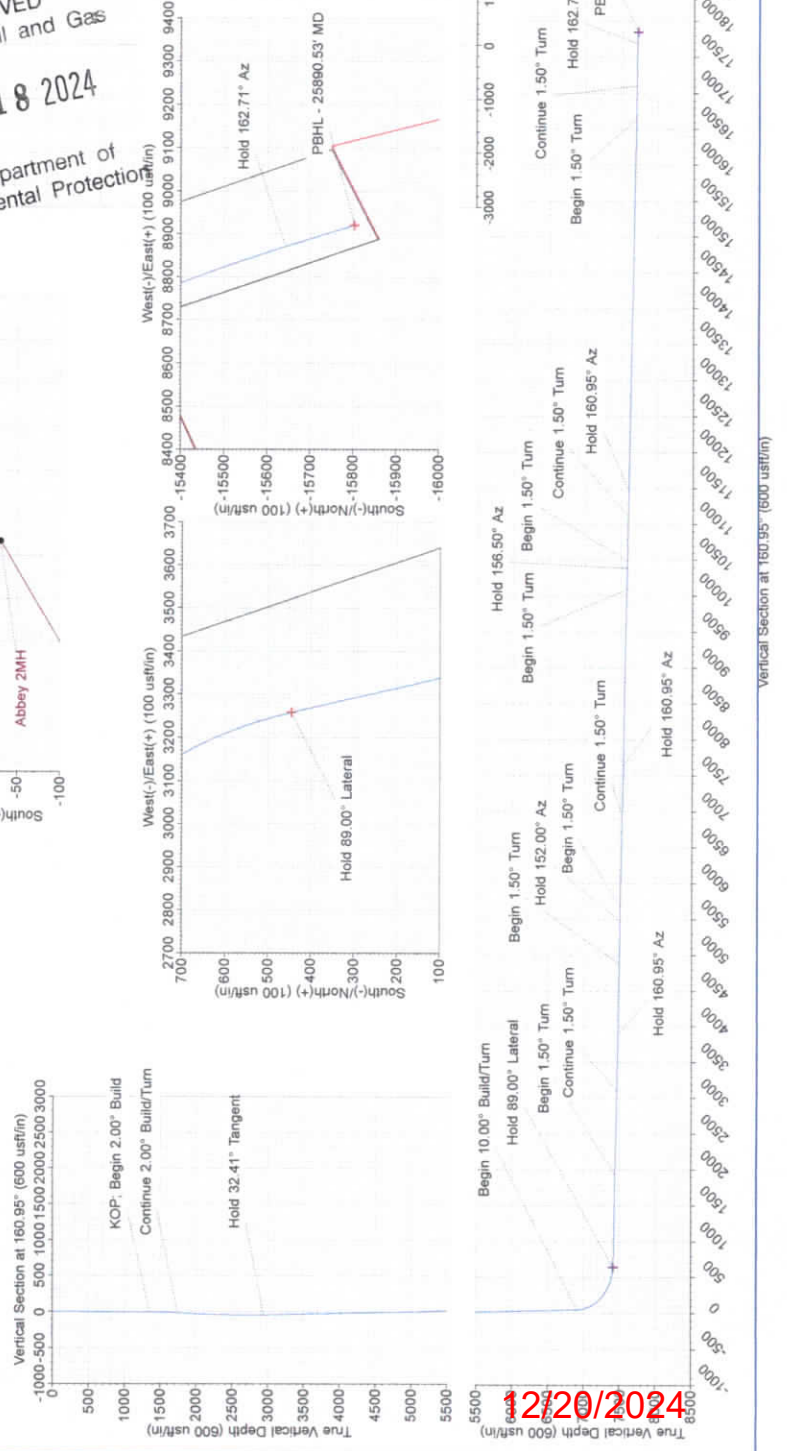 VED
ll and Gas
18 2024
partment of
ental Protection
Abbey 2MH
-50
-100
South(-
West(-)/East(+) (100 usft/in)
8400 8500 8600 8700 8800 8900 9000 9100 9200 9300 9400
Hold 162.71° Az
PBHL - 25890.53' MD
-15400
-15500
-15600
-15700
-15800
-15900
-16000
South(-)/North(+) (100 usft/in)
West(-)/East(+) (100 usft/in)
2700 2800 2900 3000 3100 3200 3300 3400 3500 3600 3700
Hold 89.00° Lateral
700
600
500
400
300
200
100
South(-)/North(+) (100 usft/in)
Vertical Section at 160.95° (600 usft/in)
-1000 -500 0 500 1000 1500 2000 2500 3000
KOP; Begin 2.00° Build
Continue 2.00° Build/Turn
Hold 32.41° Tangent
0
500
1000
1500
2000
2500
3000
3500
4000
4500
5000
5500
True Vertical Depth (600 usft/in)
-3000 -2000 -1000 0 1
Begin 10.00° Build/Turn
Hold 89.00° Lateral
Begin 1.50° Turn
Continue 1.50° Turn
Hold 160.95° Az
Begin 1.50° Turn
Hold 152.00° Az
Begin 1.50° Turn
Continue 1.50° Turn
Hold 160.95° Az
Begin 1.50° Turn
Hold 156.50° Az
Begin 1.50° Turn
Continue 1.50° Turn
Hold 160.95° Az
Begin 1.50° Turn
Continue 1.50° Turn
Hold 162.7
PB
5500
6000
6500
7000
7500
8000
8500
True Vertical Depth (600 usft/in)
-1000 -500 0 500 1000 1500 2000 2500 3000 3500 4000 4500 5000 5500 6000 6500 7000 7500 8000 8500 9000 9500 10000 10500 11000 11500 12000 12500 13000 13500 14000 14500 15000 15500 16000 16500 17000 17500 18000
Vertical Section at 160.95° (600 usft/in)
12/20/2024